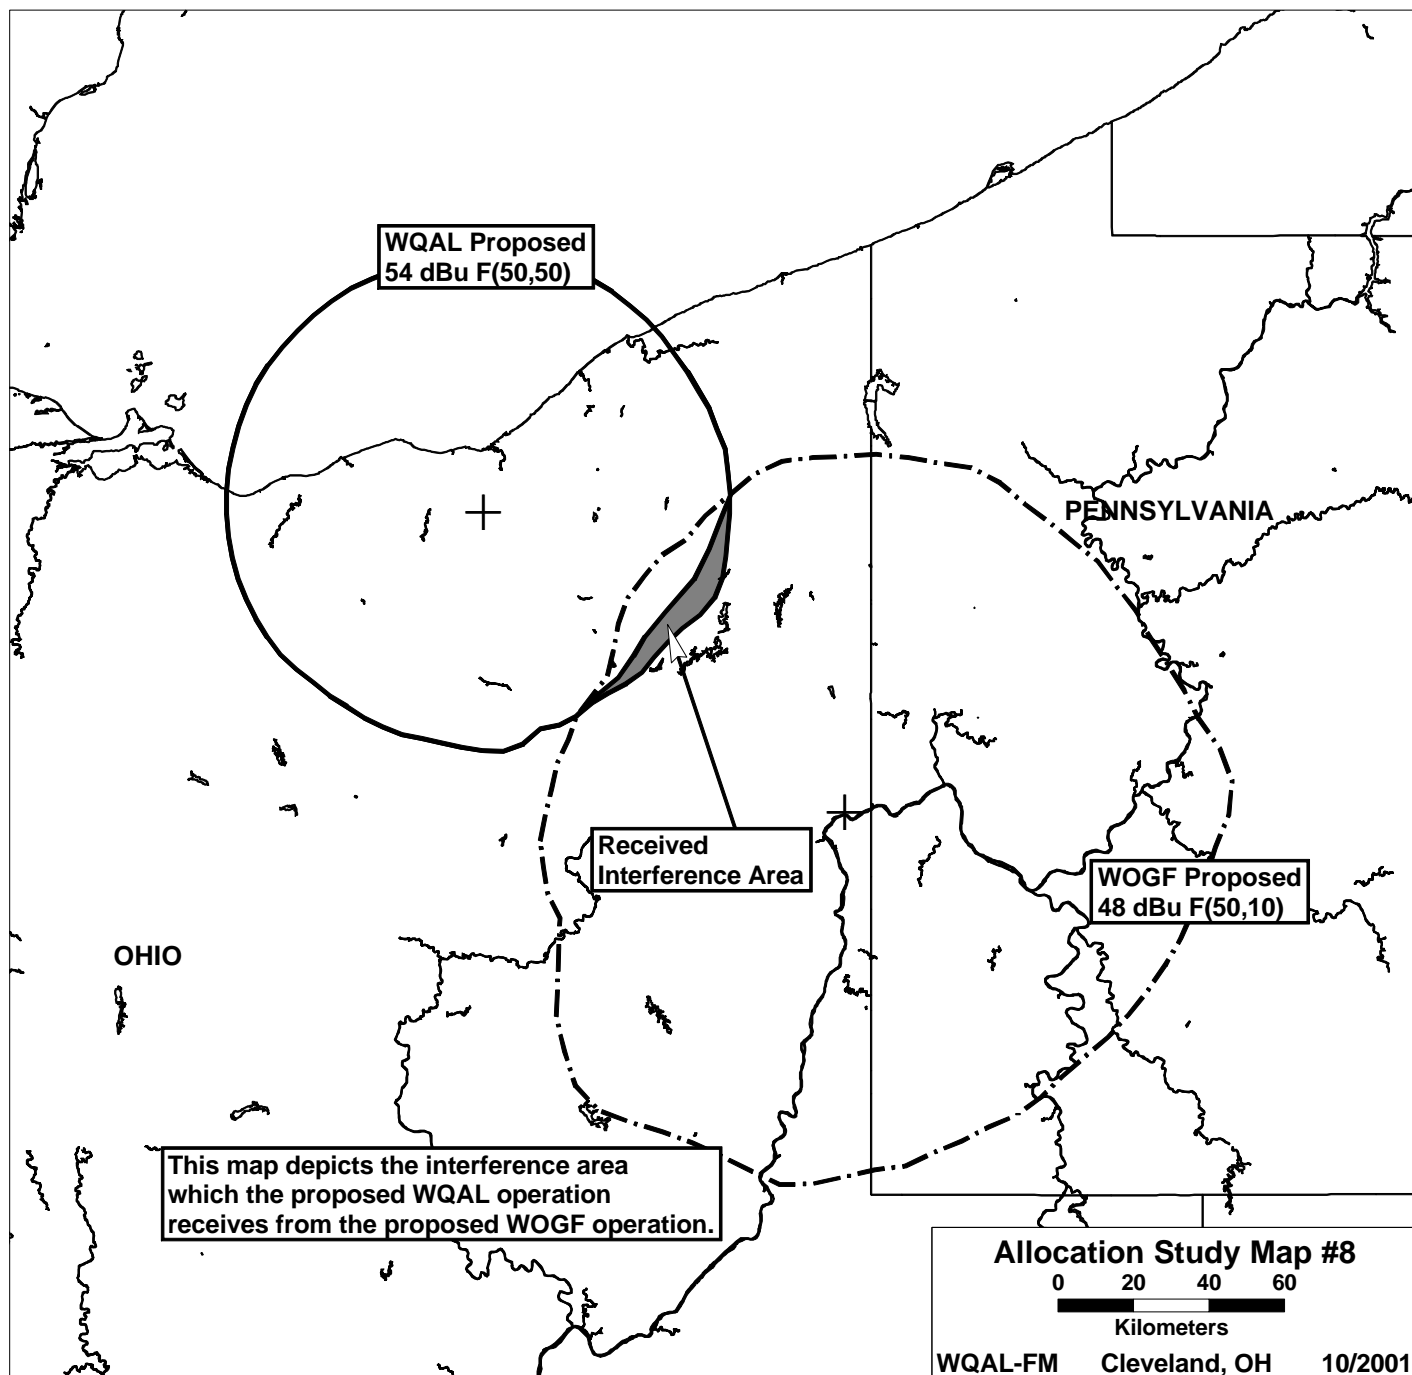 WQAL Proposed
54 dBu F(50,50)
PENNSYLVANIA
Received
Interference Area
WOGF Proposed
48 dBu F(50,10)
OHIO
This map depicts the interference area
which the proposed WQAL operation
receives from the proposed WOGF operation.
Allocation Study Map #8
0 20 40 60
Kilometers
WQAL-FM Cleveland, OH 10/2001